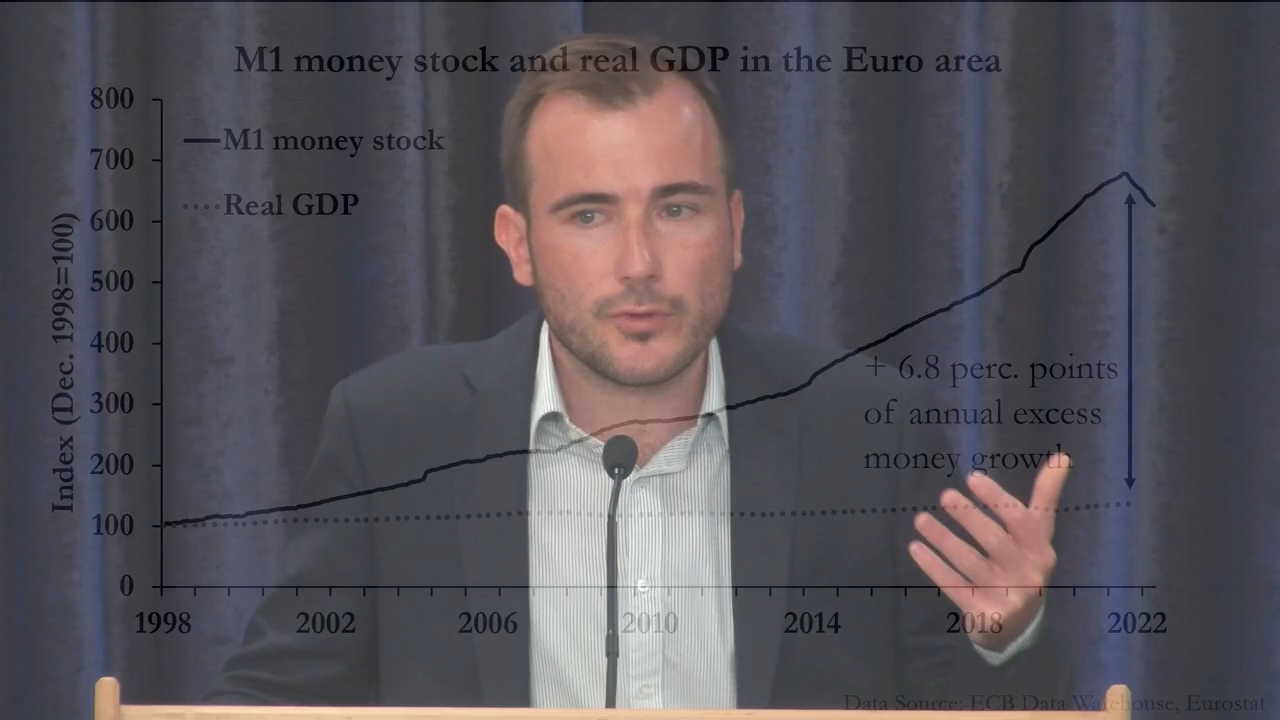 M1 money stock and real GDP in the Euro area
800
700
600
500
400
300
200
100
0
Index (Dec. 1998=100)
M1 money stock
Real GDP
+ 6.8 perc. points
of annual excess
money growth
1998
2002
2006
2010
2014
2018
2022
Data Source: ECB Data Warehouse, Eurostat